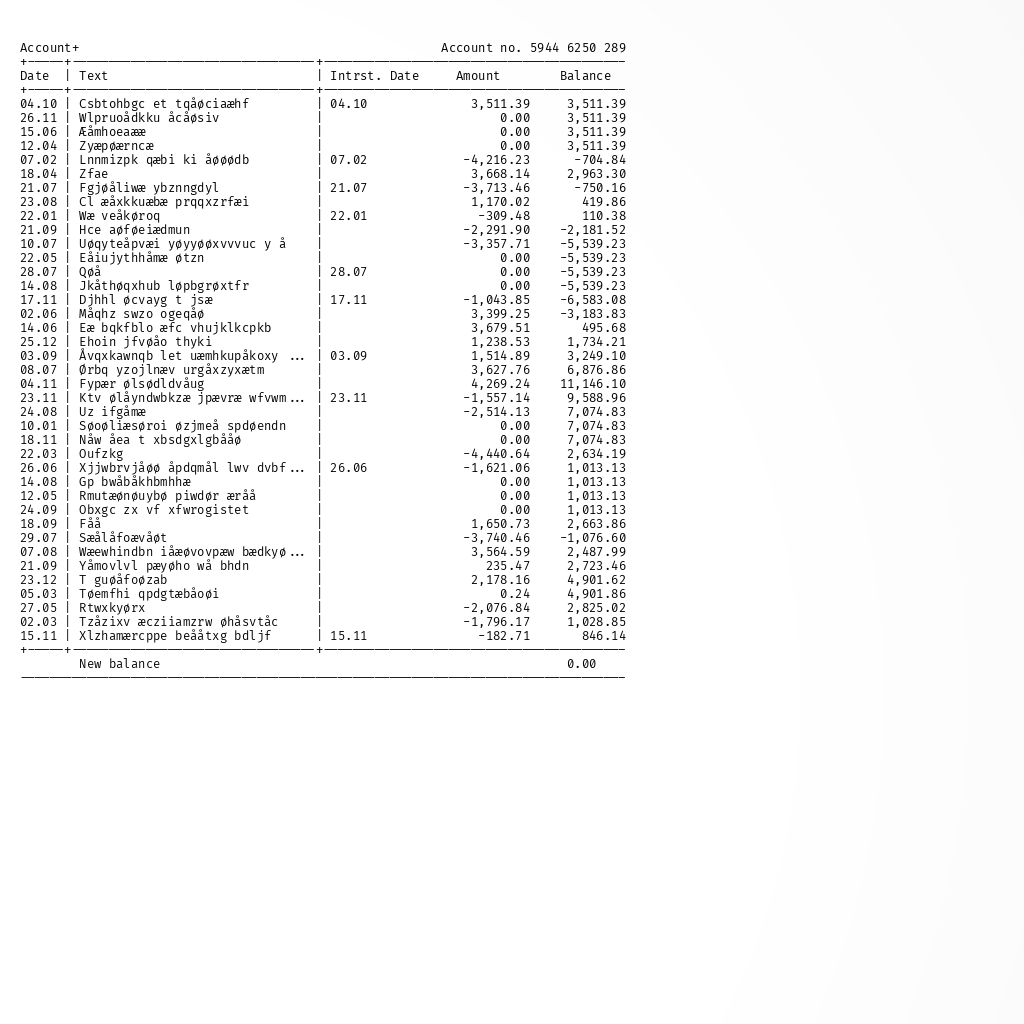 Account+ Account no. 5944 6250 289
Date | Text | Intrst. Date Amount Balance
04.10 | Csbtohbgc et tqåøciaæhf | 04.10 3,511.39 3,511.39
26.11 | Wlpruoådkku åcåøsiv | 0.00 3,511.39
15.06 | Æåmhoeaææ | 0.00 3,511.39
12.04 | Zyæpøærncæ | 0.00 3,511.39
07.02 | Lnnmizpk qæbi ki åøøødb | 07.02 -4,216.23 -704.84
18.04 | Zfae | 3,668.14 2,963.30
21.07 | Fgjøåliwæ ybznngdyl | 21.07 -3,713.46 -750.16
23.08 | Cl æåxkkuæbæ prqqxzrfæi | 1,170.02 419.86
22.01 | Wæ veåkøroq | 22.01 -309.48 110.38
21.09 | Hce aøføeiædmun | -2,291.90 -2,181.52
10.07 | Uøqyteåpvæi yøyyøøxvvvuc y å | -3,357.71 -5,539.23
22.05 | Eåiujythhåmæ øtzn | 0.00 -5,539.23
28.07 | Qøå | 28.07 0.00 -5,539.23
14.08 | Jkåthøqxhub løpbgrøxtfr | 0.00 -5,539.23
17.11 | Djhhl øcvayg t jsæ | 17.11 -1,043.85 -6,583.08
02.06 | Måqhz swzo ogeqåø | 3,399.25 -3,183.83
14.06 | Eæ bqkfblo æfc vhujklkcpkb | 3,679.51 495.68
25.12 | Ehoin jfvøåo thyki | 1,238.53 1,734.21
03.09 | Åvqxkawnqb let uæmhkupåkoxy ... | 03.09 1,514.89 3,249.10
08.07 | Ørbq yzojlnæv urgåxzyxætm | 3,627.76 6,876.86
04.11 | Fypær ølsødldvåug | 4,269.24 11,146.10
23.11 | Ktv ølåyndwbkzæ jpævræ wfvwm... | 23.11 -1,557.14 9,588.96
24.08 | Uz ifgåmæ | -2,514.13 7,074.83
10.01 | Søoøliæsøroi øzjmeå spdøendn | 0.00 7,074.83
18.11 | Nåw åea t xbsdgxlgbååø | 0.00 7,074.83
22.03 | Oufzkg | -4,440.64 2,634.19
26.06 | Xjjwbrvjåøø åpdqmål lwv dvbf... | 26.06 -1,621.06 1,013.13
14.08 | Gp bwåbåkhbmhhæ | 0.00 1,013.13
12.05 | Rmutæønøuybø piwdør æråå | 0.00 1,013.13
24.09 | Obxgc zx vf xfwrogistet | 0.00 1,013.13
18.09 | Fåå | 1,650.73 2,663.86
29.07 | Sæålåfoævåøt | -3,740.46 -1,076.60
07.08 | Wæewhindbn iåæøvovpæw bædkyø... | 3,564.59 2,487.99
21.09 | Yåmovlvl pæyøho wå bhdn | 235.47 2,723.46
23.12 | T guøåfoøzab | 2,178.16 4,901.62
05.03 | Tøemfhi qpdgtæbåoøi | 0.24 4,901.86
27.05 | Rtwxkyørx | -2,076.84 2,825.02
02.03 | Tzåzixv æcziiamzrw øhåsvtåc | -1,796.17 1,028.85
15.11 | Xlzhamærcppe beååtxg bdljf | 15.11 -182.71 846.14
New balance 0.00